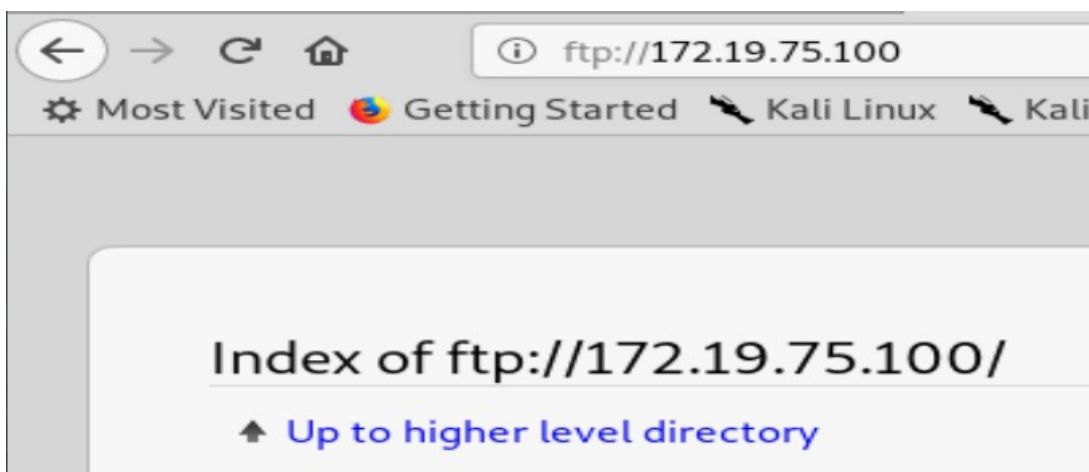 ftp://172.19.75.100
Most Visited Getting Started Kali Linux Kali
Index of ftp://172.19.75.100/
Up to higher level directory